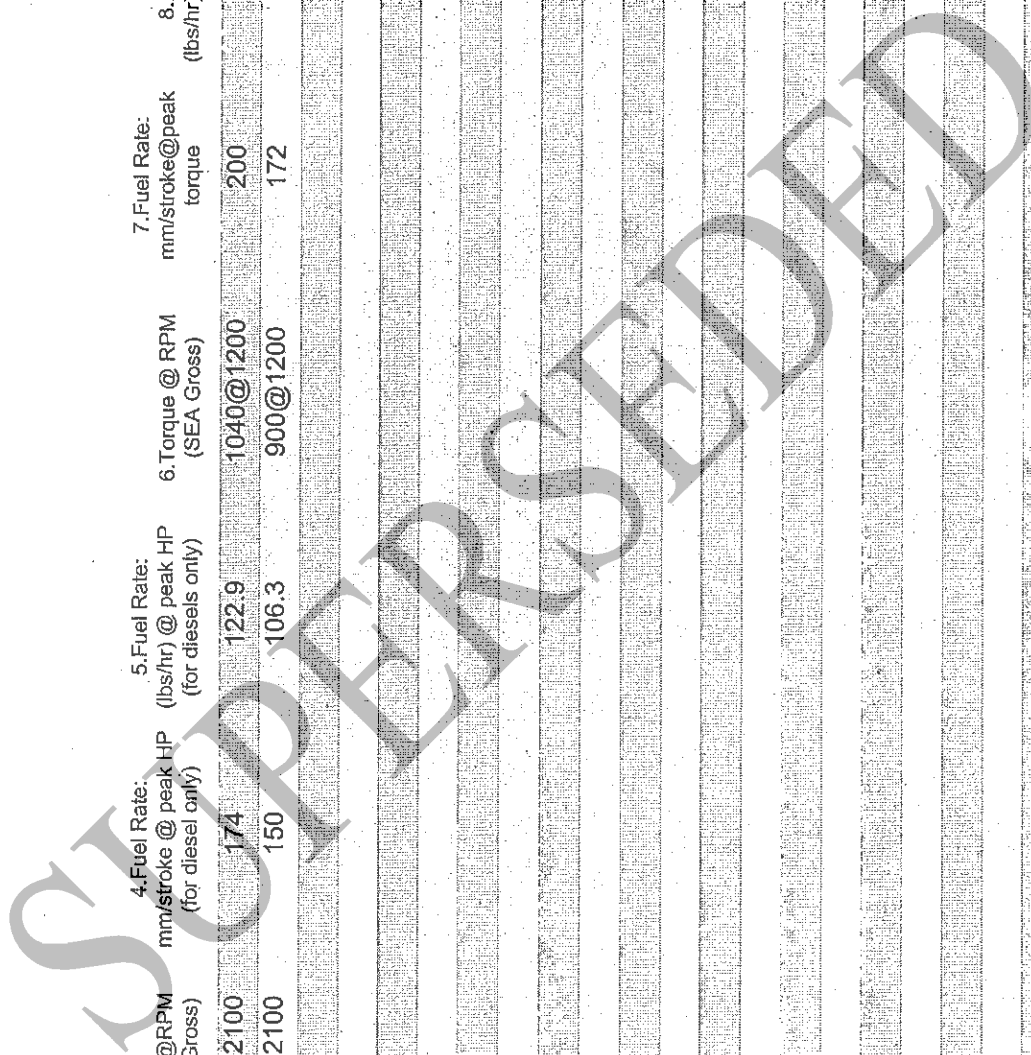 4.Fuel Rate: 5.Fuel Rate: 7.Fuel Rate:
@RPM mm/stroke @ peak HP (lbs/hr) @ peak HP 6.Torque @ RPM mm/stroke@peak 8.
Gross) (for diesel only) (for diesels only) (SEA Gross) torque (lbs/hr)
2100 174 122.9 1040@1200 200
2100 150 106.3 900@1200 172
SUPERSEDED